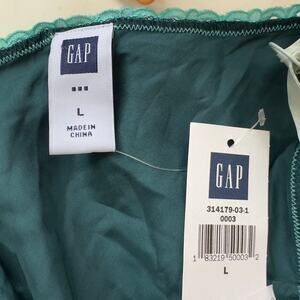 GAP
L
MADE IN
CHINA
GAP
314179-03-1
0003
1 83219 50003 2
L